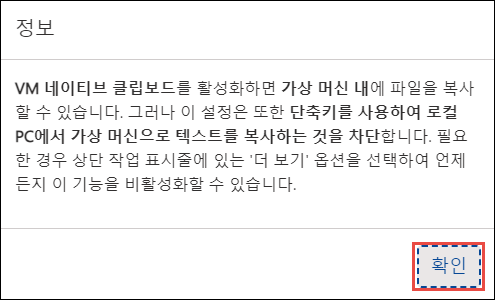 정보
VM 네이티브 클립보드를 활성화하면 가상 머신 내에 파일을 복사
할 수 있습니다. 그러나 이 설정은 또한 단축키를 사용하여 로컬
PC에서 가상 머신으로 텍스트를 복사하는 것을 차단합니다. 필요
한 경우 상단 작업 표시줄에 있는 '더 보기' 옵션을 선택하여 언제
든지 이 기능을 비활성화할 수 있습니다.
확인